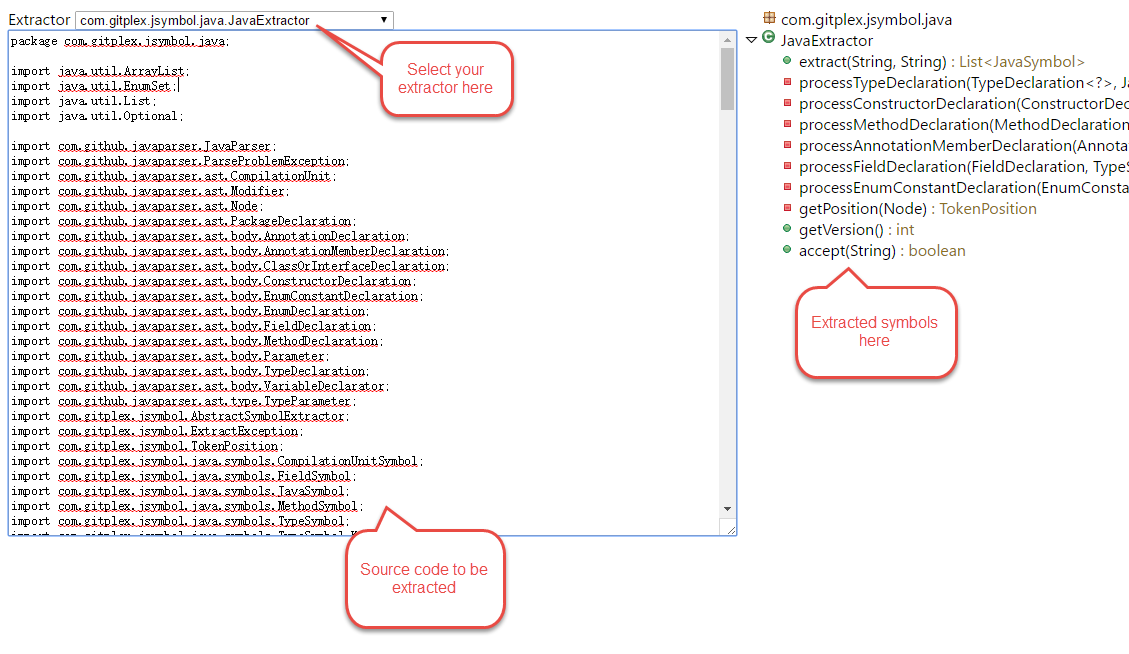 Extractor com.gitplex.jsymbol.java.JavaExtractor
package com.gitplex.jsymbol.java;
import java.util.ArrayList;
import java.util.EnumSet;
import java.util.List;
import java.util.Optional;
import com.github.javaparser.JavaParser;
import com.github.javaparser.ParseProblemException;
import com.github.javaparser.ast.CompilationUnit;
import com.github.javaparser.ast.Modifier;
import com.github.javaparser.ast.Node;
import com.github.javaparser.ast.PackageDeclaration;
import com.github.javaparser.ast.body.AnnotationDeclaration;
import com.github.javaparser.ast.body.AnnotationMemberDeclaration;
import com.github.javaparser.ast.body.ClassOrInterfaceDeclaration;
import com.github.javaparser.ast.body.ConstructorDeclaration;
import com.github.javaparser.ast.body.EnumConstantDeclaration;
import com.github.javaparser.ast.body.EnumDeclaration;
import com.github.javaparser.ast.body.FieldDeclaration;
import com.github.javaparser.ast.body.MethodDeclaration;
import com.github.javaparser.ast.body.Parameter;
import com.github.javaparser.ast.body.TypeDeclaration;
import com.github.javaparser.ast.body.VariableDeclarator;
import com.github.javaparser.ast.type.TypeParameter;
import com.gitplex.jsymbol.AbstractSymbolExtractor;
import com.gitplex.jsymbol.ExtractException;
import com.gitplex.jsymbol.TokenPosition;
import com.gitplex.jsymbol.java.symbols.CompilationUnitSymbol;
import com.gitplex.jsymbol.java.symbols.FieldSymbol;
import com.gitplex.jsymbol.java.symbols.JavaSymbol;
import com.gitplex.jsymbol.java.symbols.MethodSymbol;
import com.gitplex.jsymbol.java.symbols.TypeSymbol;
Select your
extractor here
Source code to be
extracted
com.gitplex.jsymbol.java
C JavaExtractor
extract(String, String) : List<JavaSymbol>
processTypeDeclaration(TypeDeclaration<?>, Ja
processConstructorDeclaration(ConstructorDec
processMethodDeclaration(MethodDeclaration
processAnnotationMemberDeclaration(Annotat
processFieldDeclaration(FieldDeclaration, TypeS
processEnumConstantDeclaration(EnumConsta
getPosition(Node) : TokenPosition
getVersion() : int
accept(String) : boolean
Extracted symbols
here